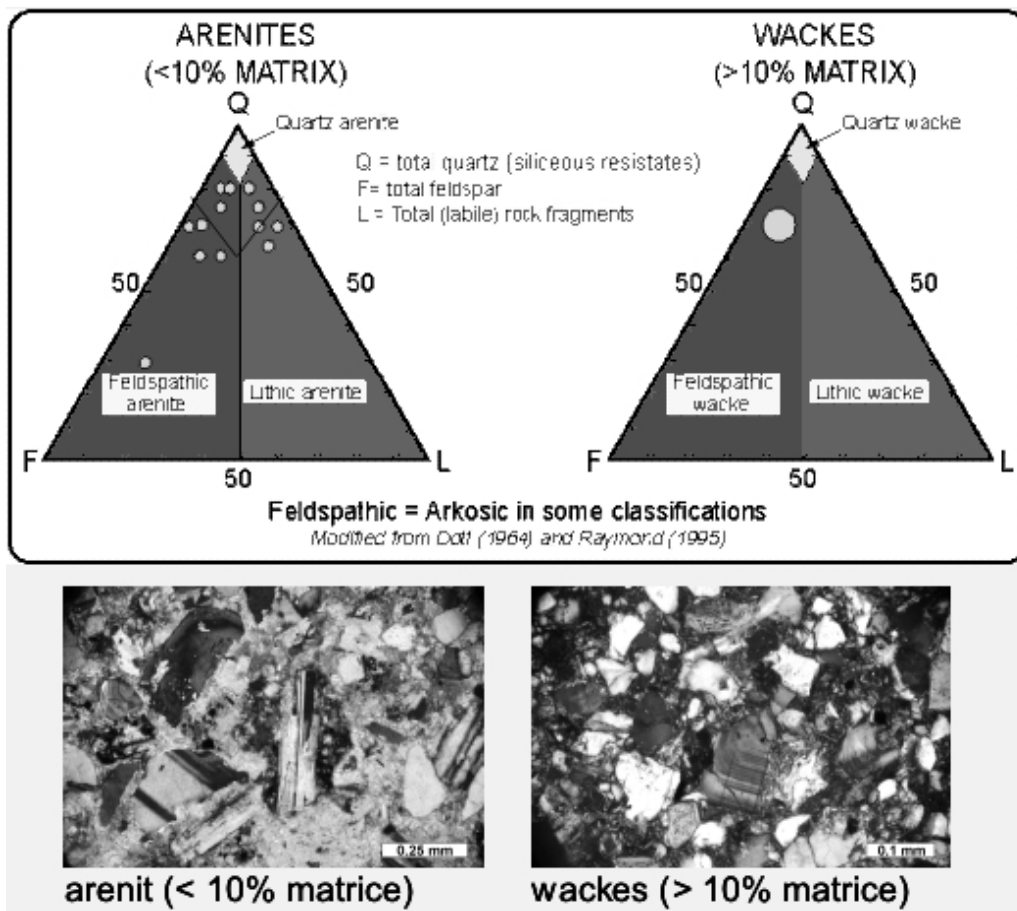 ARENITES
(<10% MATRIX)
Q
Quartz arenite
WACKES
(>10% MATRIX)
Q
Quartz wacke
Q = total quartz (siliceous resistates)
F= total feldspar
L = Total (labile) rock fragments
50
50
50
50
Feldspathic
arenite
Lithic arenite
Feldspathic
wacke
Lithic wacke
F
L
F
L
50
50
Feldspathic = Arkosic in some classifications
Modified from Dott (1964) and Raymond (1995)
0.25 mm
0.1 mm
arenit (< 10% matrice)
wackes (> 10% matrice)